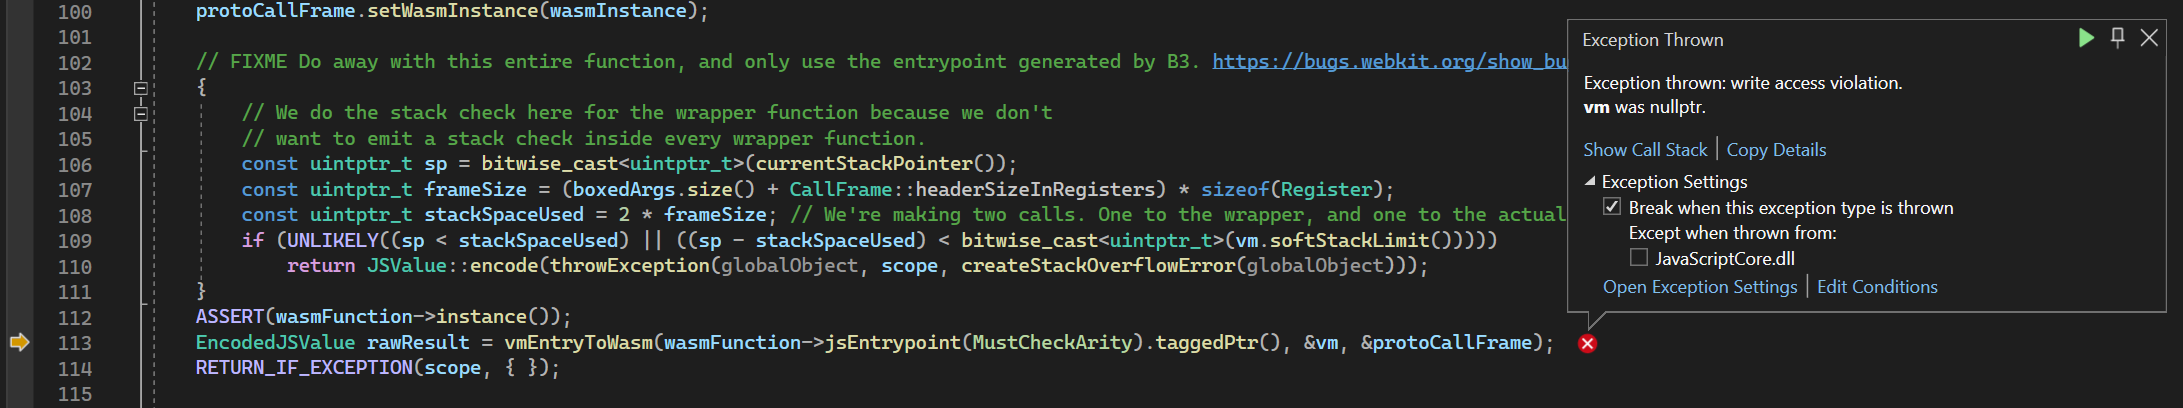 100 protoCallFrame.setWasmInstance(wasmInstance);
101
102 // FIXME Do away with this entire function, and only use the entrypoint generated by B3. https://bugs.webkit.org/show_bu
103 {
104 // We do the stack check here for the wrapper function because we don't
105 // want to emit a stack check inside every wrapper function.
106 const uintptr_t sp = bitwise_cast<uintptr_t>(currentStackPointer());
107 const uintptr_t frameSize = (boxedArgs.size() + CallFrame::headerSizeInRegisters) * sizeof(Register);
108 const uintptr_t stackSpaceUsed = 2 * frameSize; // We're making two calls. One to the wrapper, and one to the actual
109 if (UNLIKELY((sp < stackSpaceUsed) || ((sp - stackSpaceUsed) < bitwise_cast<uintptr_t>(vm.softStackLimit()))))
110 return JSValue::encode(throwException(globalObject, scope, createStackOverflowError(globalObject)));
111 }
112 ASSERT(wasmFunction->instance());
113 EncodedJSValue rawResult = vmEntryToWasm(wasmFunction->jsEntrypoint(MustCheckArity).taggedPtr(), &vm, &protoCallFrame);
114 RETURN_IF_EXCEPTION(scope, { });
115
Exception Thrown
Exception thrown: write access violation.
vm was nullptr.
Show Call Stack | Copy Details
Exception Settings
Break when this exception type is thrown
Except when thrown from:
JavaScriptCore.dll
Open Exception Settings | Edit Conditions